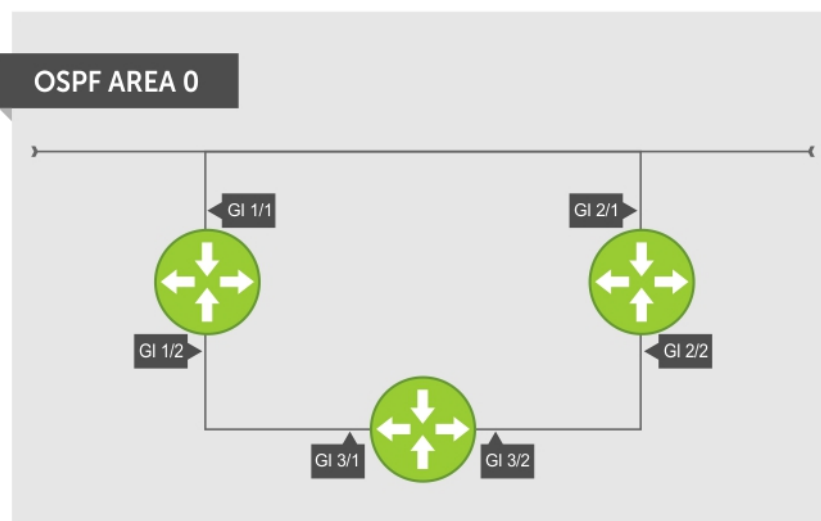 OSPF AREA 0
GI 1/1
GI 2/1
GI 1/2
GI 2/2
GI 3/1
GI 3/2